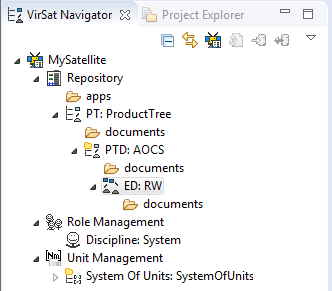 VirSat Navigator Project Explorer
MySatellite
Repository
apps
PT: ProductTree
documents
PTD: AOCS
documents
ED: RW
documents
Role Management
Discipline: System
Nm Unit Management
System Of Units: SystemOfUnits